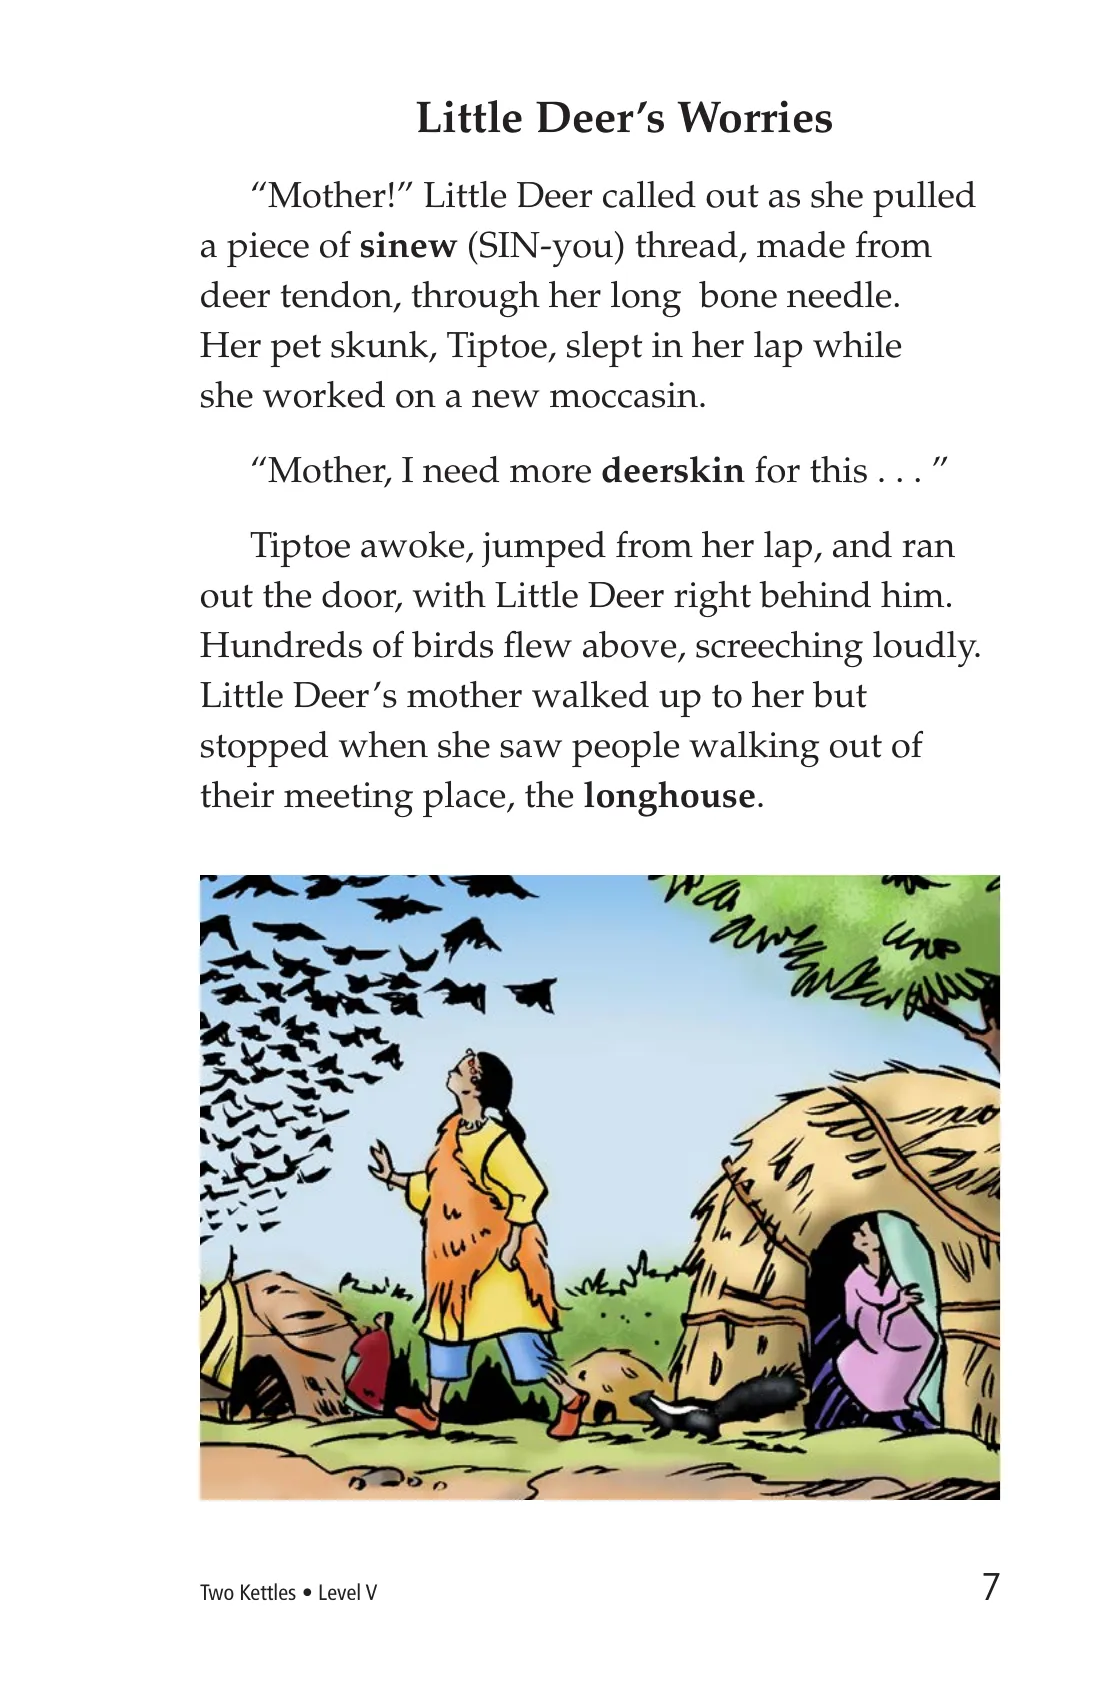 Little Deer’s Worries
“Mother!” Little Deer called out as she pulled
a piece of sinew (SIN-you) thread, made from
deer tendon, through her long  bone needle.
Her pet skunk, Tiptoe, slept in her lap while
she worked on a new moccasin.
“Mother, I need more deerskin for this . . . ”
Tiptoe awoke, jumped from her lap, and ran
out the door, with Little Deer right behind him.
Hundreds of birds flew above, screeching loudly.
Little Deer’s mother walked up to her but
stopped when she saw people walking out of
their meeting place, the longhouse.
Two Kettles • Level V
7